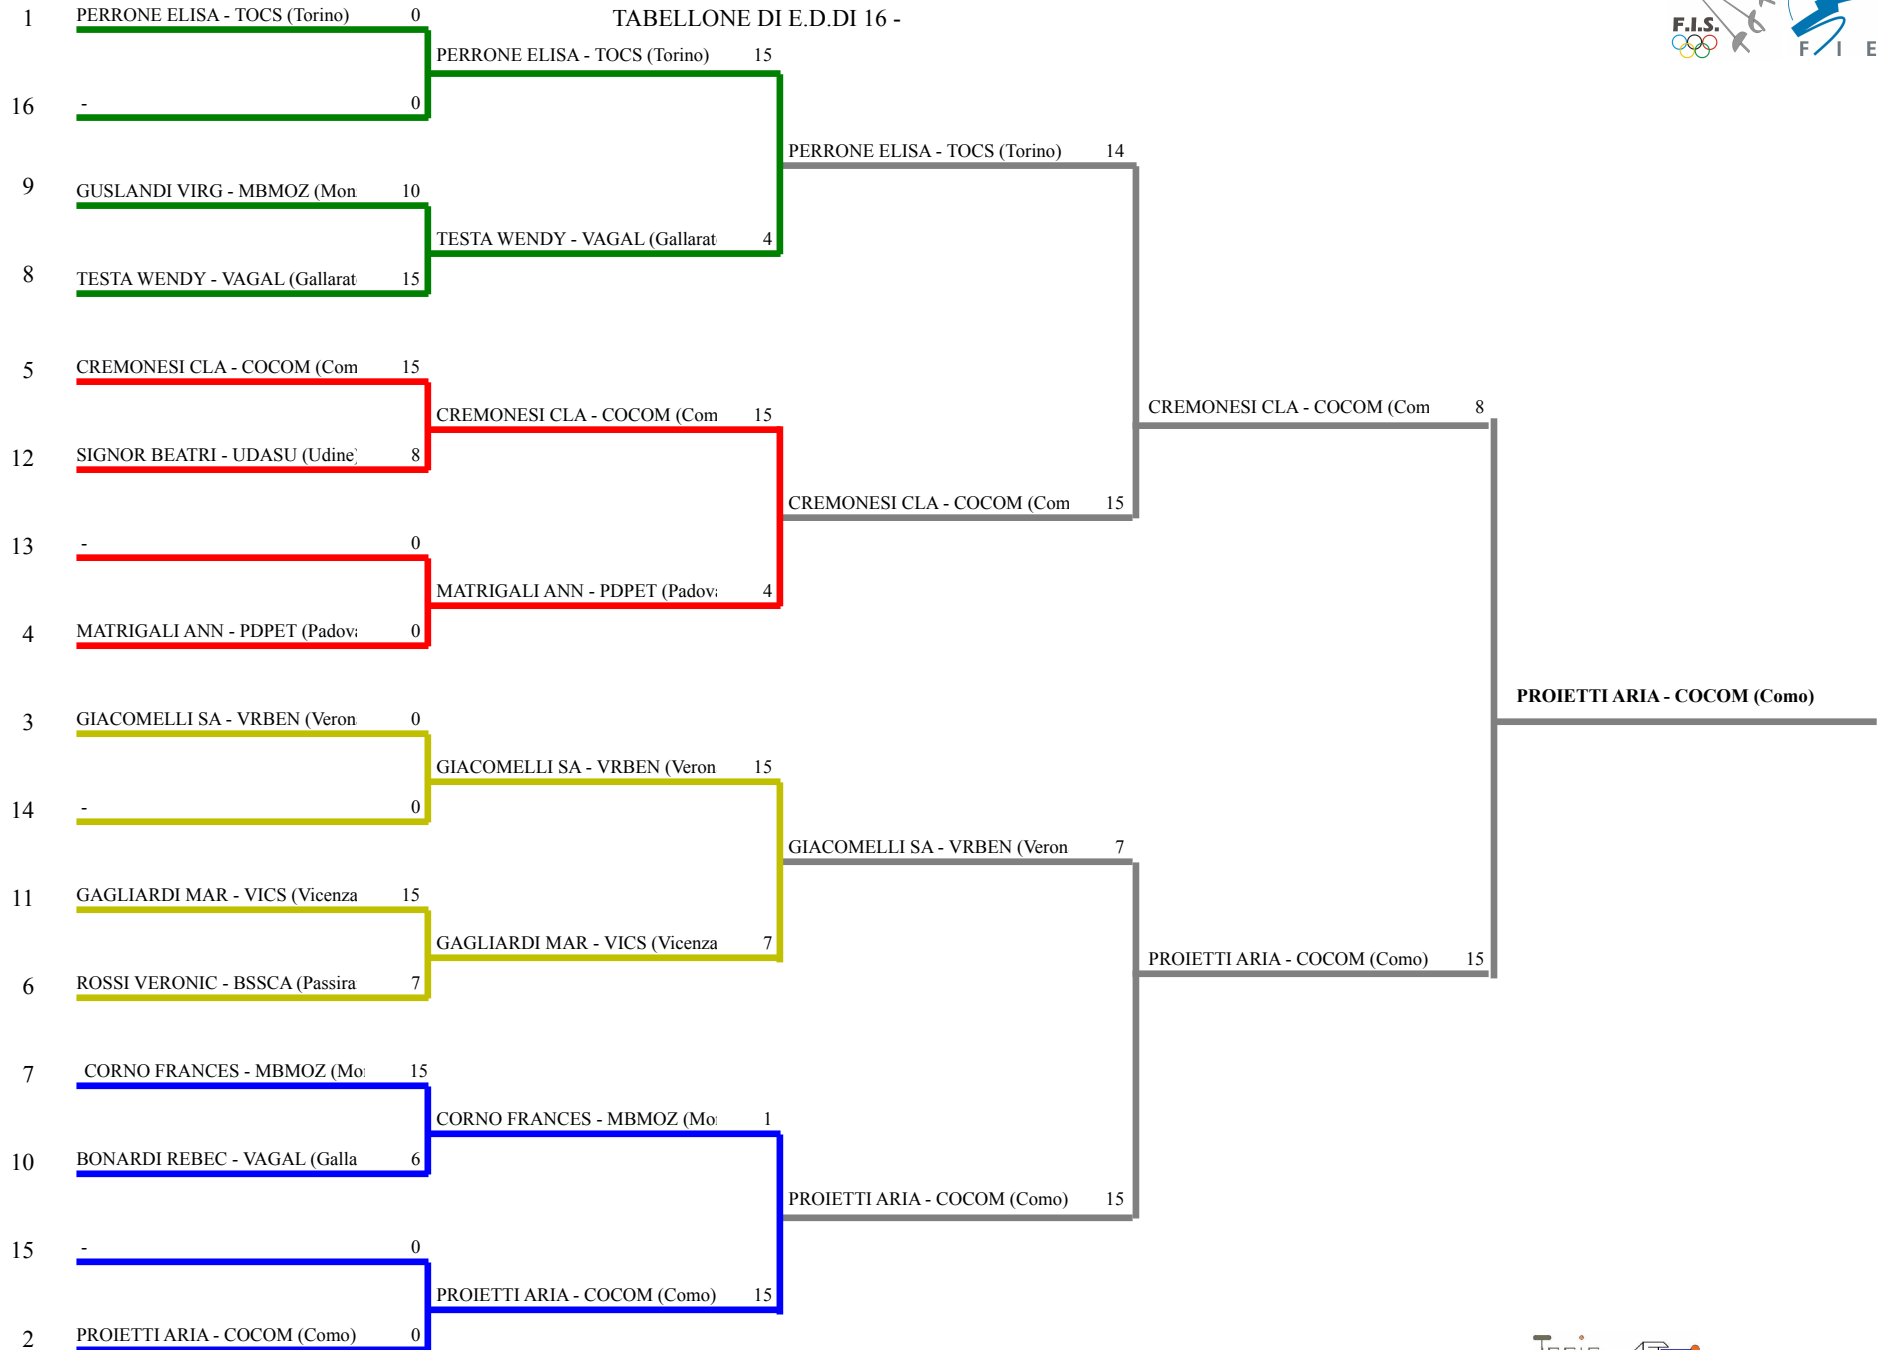 1 PERRONE ELISA - TOCS (Torino) 0
TABELLONE DI E.D.DI 16 -
F.I.S.
F I E
PERRONE ELISA - TOCS (Torino) 15
16 - 0
PERRONE ELISA - TOCS (Torino) 14
9 GUSLANDI VIRG - MBMOZ (Mon 10
TESTA WENDY - VAGAL (Gallarat 4
8 TESTA WENDY - VAGAL (Gallarat 15
5 CREMONESI CLA - COCOM (Com 15
CREMONESI CLA - COCOM (Com 15
CREMONESI CLA - COCOM (Com 8
12 SIGNOR BEATRI - UDASU (Udine) 8
CREMONESI CLA - COCOM (Com 15
13 - 0
MATRIGALI ANN - PDPET (Padova 4
4 MATRIGALI ANN - PDPET (Padova 0
PROIETTI ARIA - COCOM (Como)
3 GIACOMELLI SA - VRBEN (Veron 0
GIACOMELLI SA - VRBEN (Veron 15
14 - 0
GIACOMELLI SA - VRBEN (Veron 7
11 GAGLIARDI MAR - VICS (Vicenza 15
GAGLIARDI MAR - VICS (Vicenza 7
PROIETTI ARIA - COCOM (Como) 15
6 ROSSI VERONIC - BSSCA (Passira 7
7 CORNO FRANCES - MBMOZ (Mo 15
CORNO FRANCES - MBMOZ (Mo 1
10 BONARDI REBEC - VAGAL (Galla 6
PROIETTI ARIA - COCOM (Como) 15
15 - 0
PROIETTI ARIA - COCOM (Como) 15
2 PROIETTI ARIA - COCOM (Como) 0